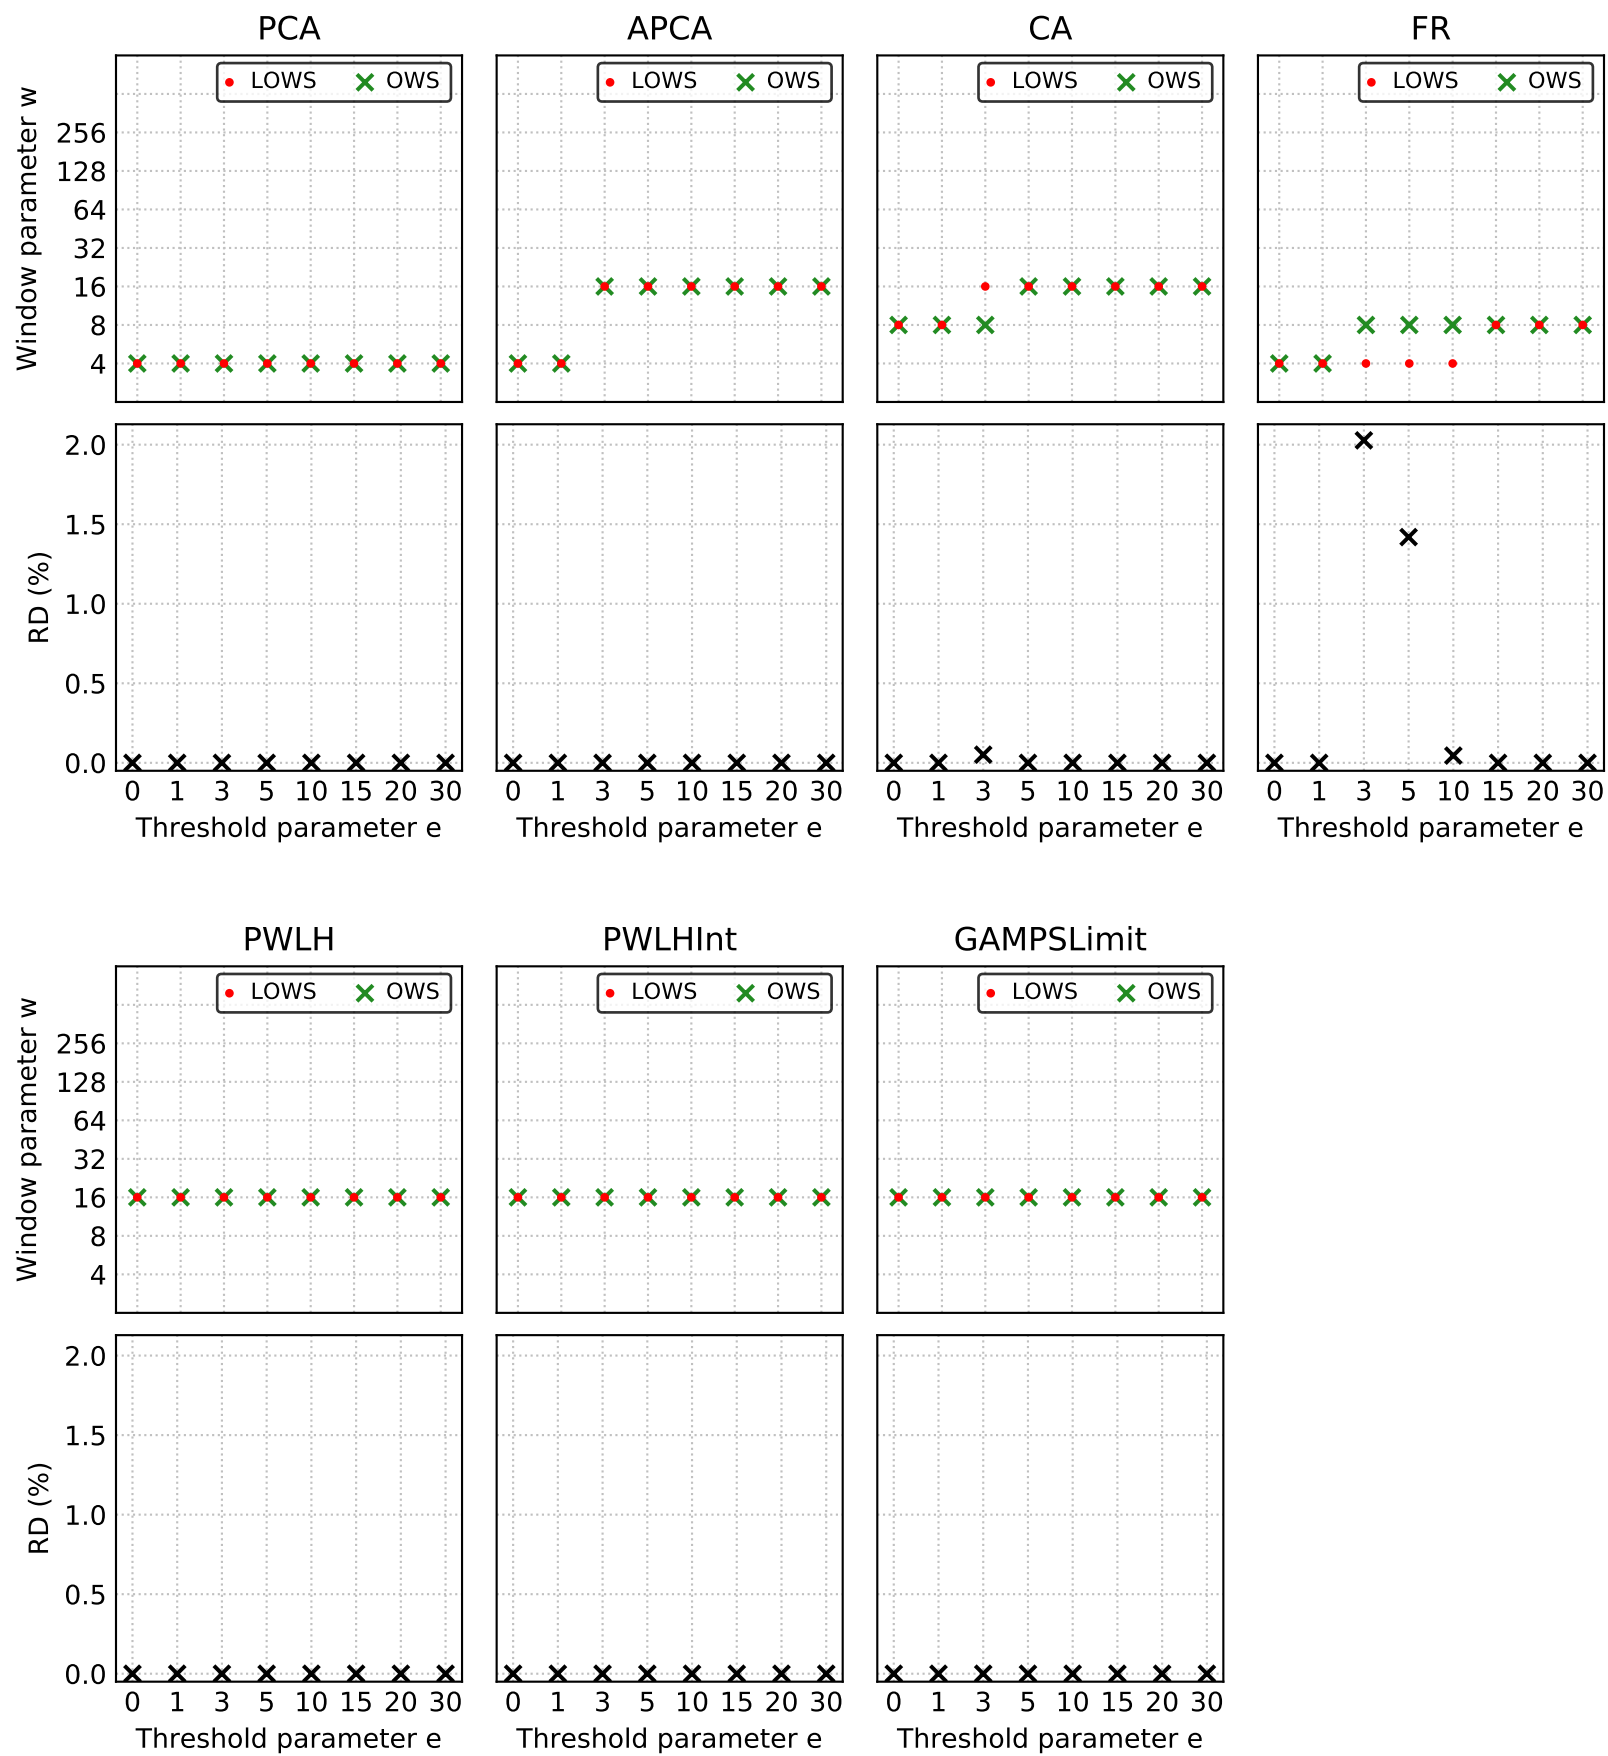 PCA APCA CA FR
LOWS OWS LOWS OWS LOWS OWS LOWS OWS
Window parameter w
256
128
64
32
16
8
4
RD (%)
2.0
1.5
1.0
0.5
0.0
0 1 3 5 10 15 20 30 0 1 3 5 10 15 20 30 0 1 3 5 10 15 20 30 0 1 3 5 10 15 20 30
Threshold parameter e Threshold parameter e Threshold parameter e Threshold parameter e
PWLH PWLHInt GAMPSLimit
LOWS OWS LOWS OWS LOWS OWS
Window parameter w
256
128
64
32
16
8
4
RD (%)
2.0
1.5
1.0
0.5
0.0
0 1 3 5 10 15 20 30 0 1 3 5 10 15 20 30 0 1 3 5 10 15 20 30
Threshold parameter e Threshold parameter e Threshold parameter e